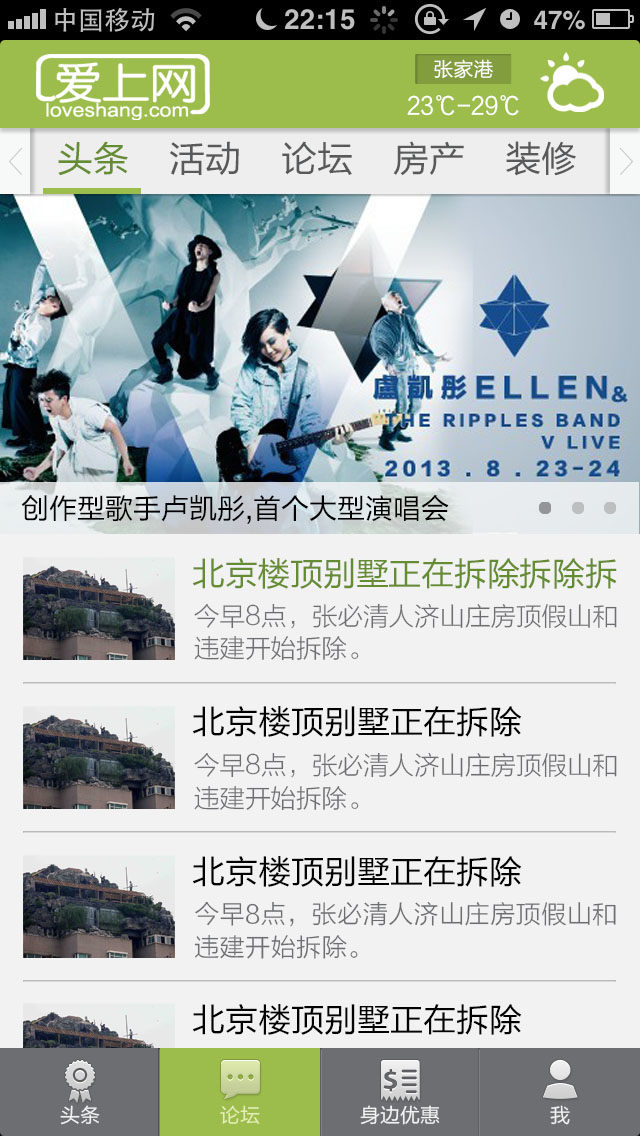 中国移动 22:15 47%
爱上网
loveshang.com
张家港
23℃-29℃
头条 活动 论坛 房产 装修
盧凱彤ELLEN&
THE RIPPLES BAND
V LIVE
2013 . 8 . 23-24
创作型歌手卢凯彤,首个大型演唱会
北京楼顶别墅正在拆除拆除拆
今早8点，张必清人济山庄房顶假山和
违建开始拆除。
北京楼顶别墅正在拆除
今早8点，张必清人济山庄房顶假山和
违建开始拆除。
北京楼顶别墅正在拆除
今早8点，张必清人济山庄房顶假山和
违建开始拆除。
北京楼顶别墅正在拆除
头条 论坛 身边优惠 我